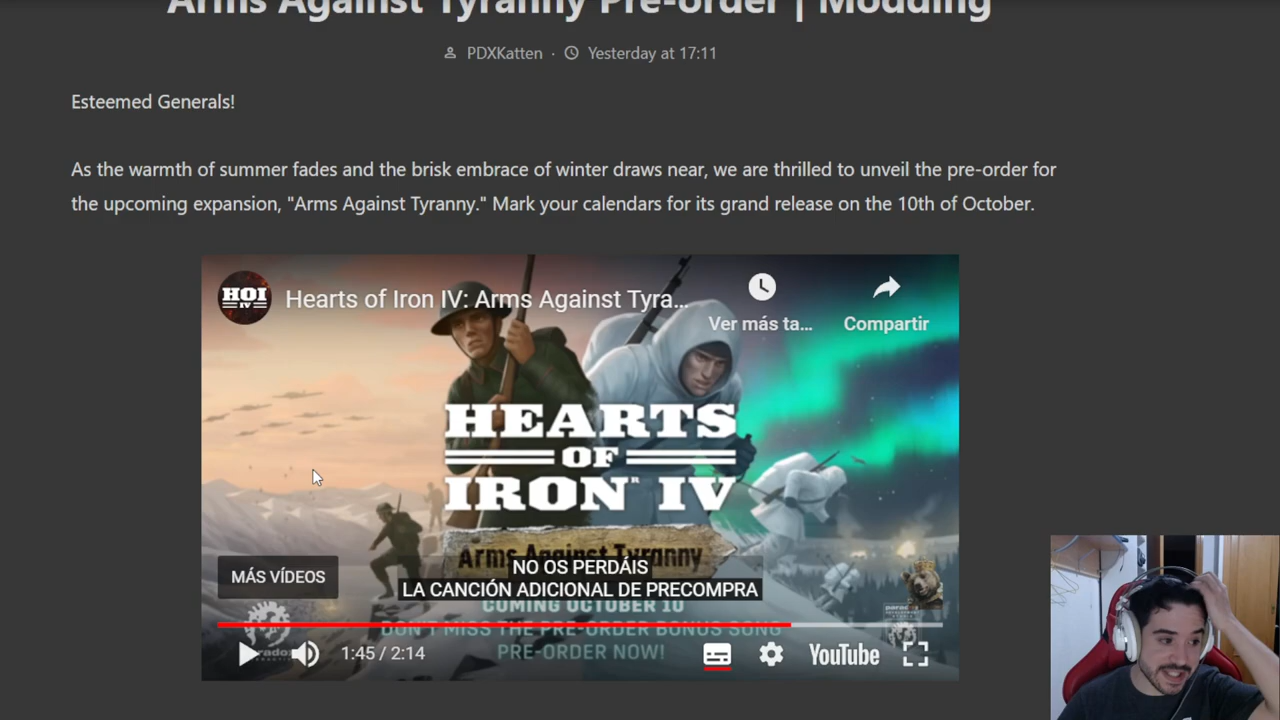 Arms Against Tyranny Pre-order | Modding
PDXKatten · Yesterday at 17:11
Esteemed Generals!
As the warmth of summer fades and the brisk embrace of winter draws near, we are thrilled to unveil the pre-order for
the upcoming expansion, "Arms Against Tyranny." Mark your calendars for its grand release on the 10th of October.
HOI
IV
Hearts of Iron IV: Arms Against Tyra...
Ver más ta...
Compartir
HEARTS
OF
IRON IV
Arms Against Tyranny
NO OS PERDÁIS
LA CANCIÓN ADICIONAL DE PRECOMPRA
MÁS VÍDEOS
COMING OCTOBER 10
DON'T MISS THE PRE-ORDER BONUS SONG
PRE-ORDER NOW!
1:45 / 2:14
YouTube